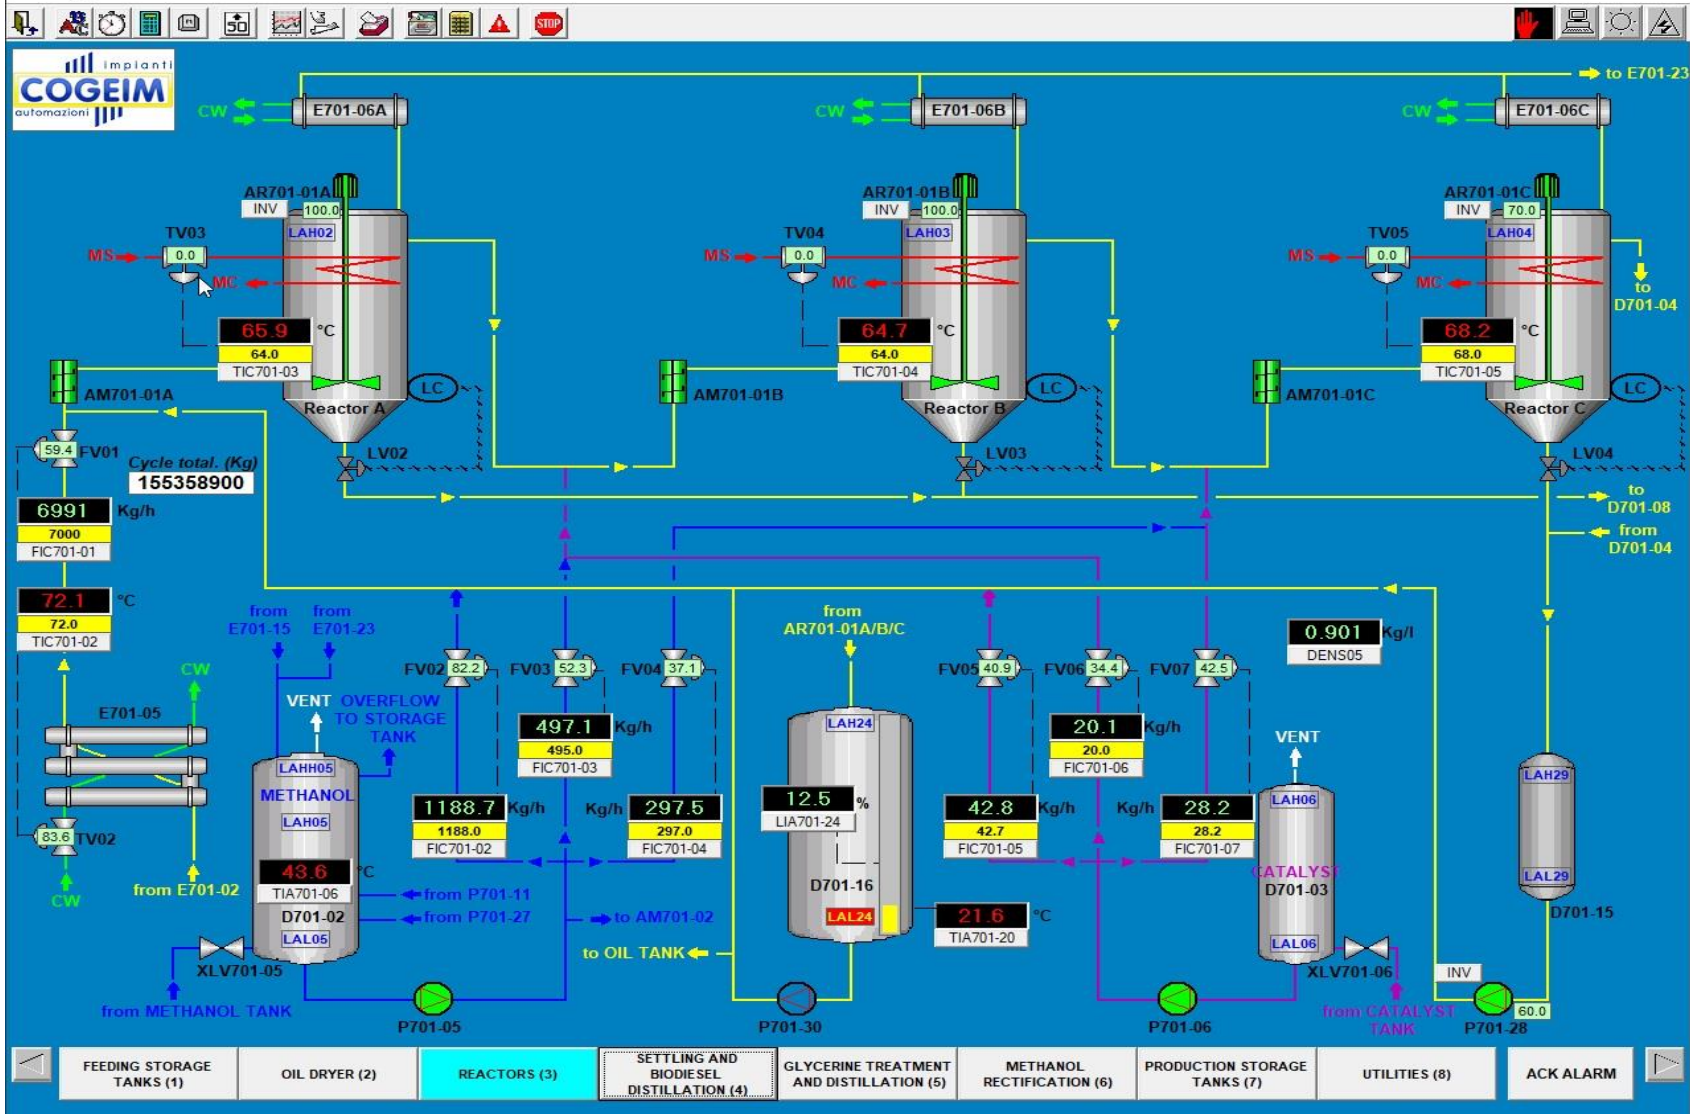 50
STOP
impianti
COGEIM
automazioni
to E701-23
CW
E701-06A
CW
E701-06B
CW
E701-06C
AR701-01A
INV
100.0
LAH02
AR701-01B
INV
100.0
LAH03
AR701-01C
INV
70.0
LAH04
TV03
0.0
MS
MC
TV04
0.0
MS
MC
TV05
0.0
MS
MC
to
D701-04
65.9 °C
64.0
TIC701-03
64.7 °C
64.0
TIC701-04
68.2 °C
68.0
TIC701-05
AM701-01A
LC
AM701-01B
LC
AM701-01C
LC
Reactor A
Reactor B
Reactor C
59.4 FV01
LV02
LV03
LV04
Cycle total. (Kg)
155358900
6991 Kg/h
7000
FIC701-01
to
D701-08
from
D701-04
72.1 °C
72.0
TIC701-02
from
E701-15
from
E701-23
from
AR701-01A/B/C
0.901 Kg/l
DENS05
FV02 82.2
FV03 52.3
FV04 37.1
FV05 40.9
FV06 34.4
FV07 42.5
CW
E701-05
VENT
OVERFLOW
TO STORAGE
TANK
497.1 Kg/h
495.0
FIC701-03
LAH24
20.1 Kg/h
20.0
FIC701-06
VENT
LAHH05
METHANOL
LAH05
1188.7 Kg/h
1188.0
FIC701-02
Kg/h 297.5
297.0
FIC701-04
12.5 %
LIA701-24
42.8 Kg/h
42.7
FIC701-05
Kg/h 28.2
28.2
FIC701-07
LAH06
LAH29
83.6 TV02
CW
from E701-02
43.6 °C
TIA701-06
from P701-11
D701-02
from P701-27
LAL05
to AM701-02
D701-16
LAL24
21.6 °C
TIA701-20
CATALYST
D701-03
LAL06
LAL29
D701-15
XLV701-05
to OIL TANK
XLV701-06
INV
from METHANOL TANK
P701-05
P701-30
P701-06
from CATALYST
TANK
P701-28
60.0
FEEDING STORAGE
TANKS (1)
OIL DRYER (2)
REACTORS (3)
SETTLING AND
BIODIESEL
DISTILLATION (4)
GLYCERINE TREATMENT
AND DISTILLATION (5)
METHANOL
RECTIFICATION (6)
PRODUCTION STORAGE
TANKS (7)
UTILITIES (8)
ACK ALARM